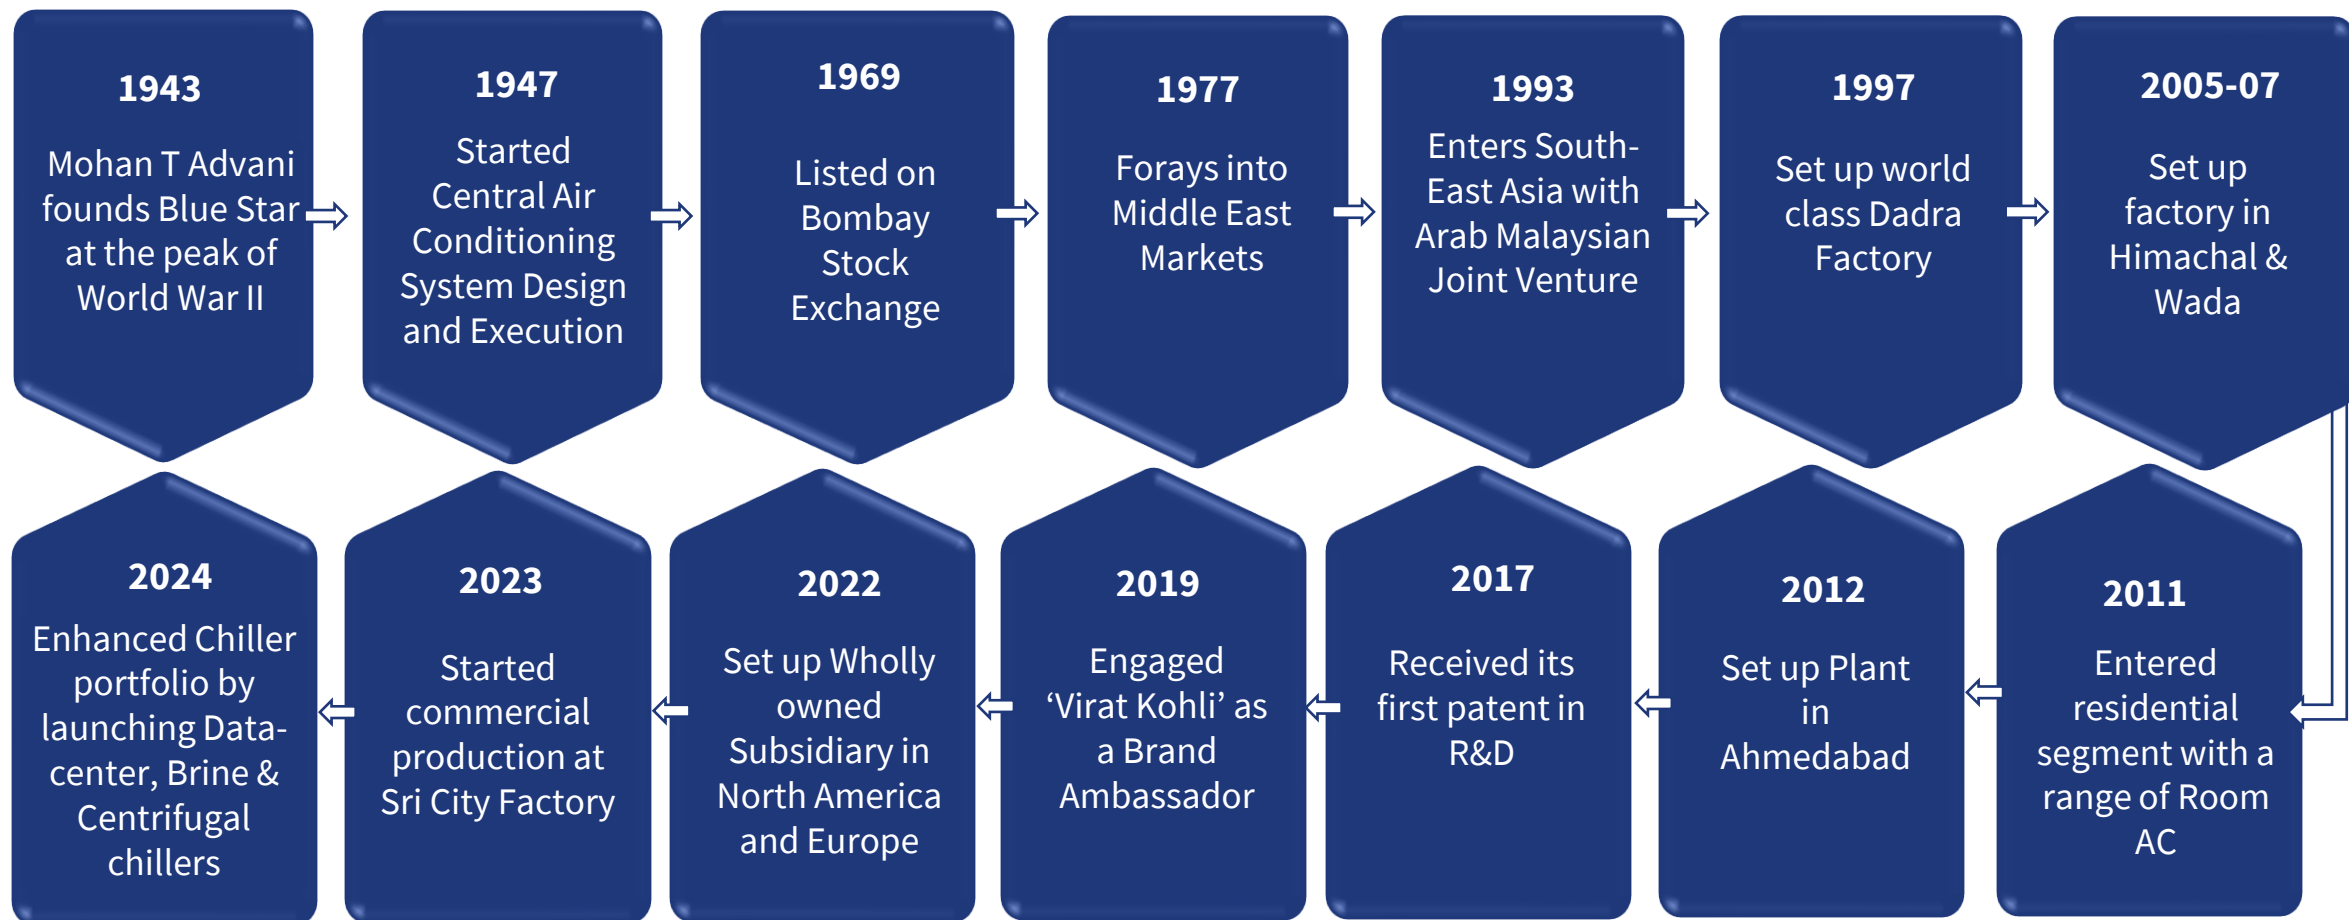 1943
Mohan T Advani
founds Blue Star
at the peak of
World War II
1947
Started
Central Air
Conditioning
System Design
and Execution
1969
Listed on
Bombay
Stock
Exchange
1977
Forays into
Middle East
Markets
1993
Enters South-
East Asia with
Arab Malaysian
Joint Venture
1997
Set up world
class Dadra
Factory
2005-07
Set up
factory in
Himachal &
Wada
2011
Entered
residential
segment with a
range of Room
AC
2012
Set up Plant
in
Ahmedabad
2017
Received its
first patent in
R&D
2019
Engaged
‘Virat Kohli’ as
a Brand
Ambassador
2022
Set up Wholly
owned
Subsidiary in
North America
and Europe
2023
Started
commercial
production at
Sri City Factory
2024
Enhanced Chiller
portfolio by
launching Data-
center, Brine &
Centrifugal
chillers